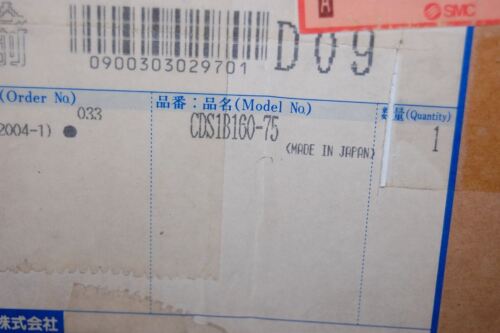 A SMC
0900303029701 D09
(Order No.) 品番：品名(Model No.) 数量(Quantity)
033
2004-1) ● CDS1B160-75 1
(MADE IN JAPAN)
株式会社